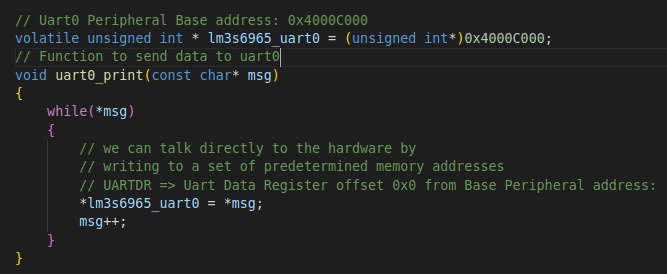 // Uart0 Peripheral Base address: 0x4000C000
volatile unsigned int * lm3s6965_uart0 = (unsigned int*)0x4000C000;
// Function to send data to uart0
void uart0_print(const char* msg)
{
    while(*msg)
    {
        // we can talk directly to the hardware by
        // writing to a set of predetermined memory addresses
        // UARTDR => Uart Data Register offset 0x0 from Base Peripheral address:
        *lm3s6965_uart0 = *msg;
        msg++;
    }
}